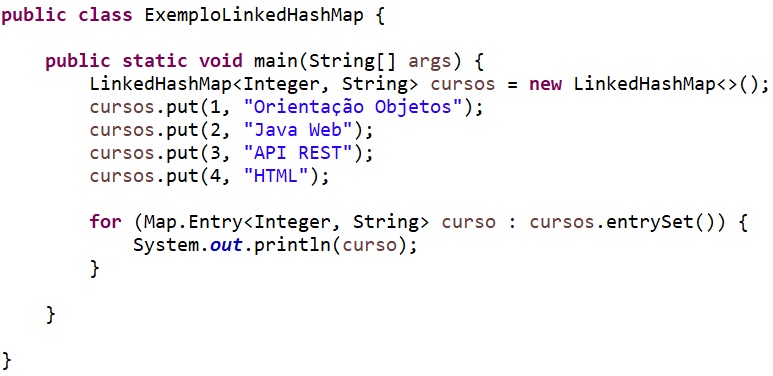 public class ExemploLinkedHashMap {
public static void main(String[] args) {
LinkedHashMap<Integer, String> cursos = new LinkedHashMap<>();
cursos.put(1, "Orientação Objetos");
cursos.put(2, "Java Web");
cursos.put(3, "API REST");
cursos.put(4, "HTML");
for (Map.Entry<Integer, String> curso : cursos.entrySet()) {
System.out.println(curso);
}
}
}